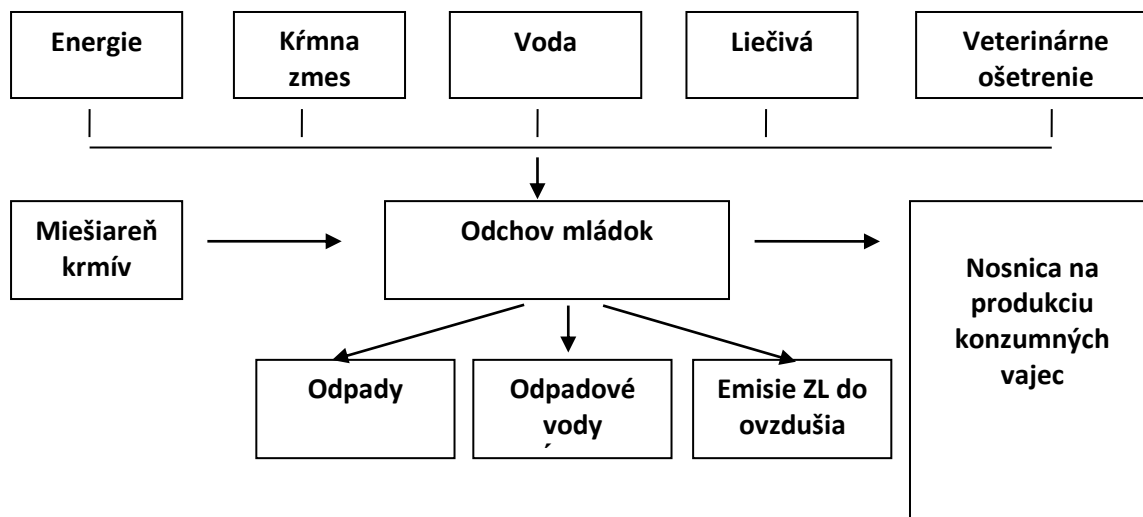 Energie
Kŕmna
zmes
Voda
Liečivá
Veterinárne
ošetrenie
Miešiareň
krmív
Odchov mládok
Nosnica na
produkciu
konzumných
vajec
Odpady
Odpadové
vody
Emisie ZL do
ovzdušia